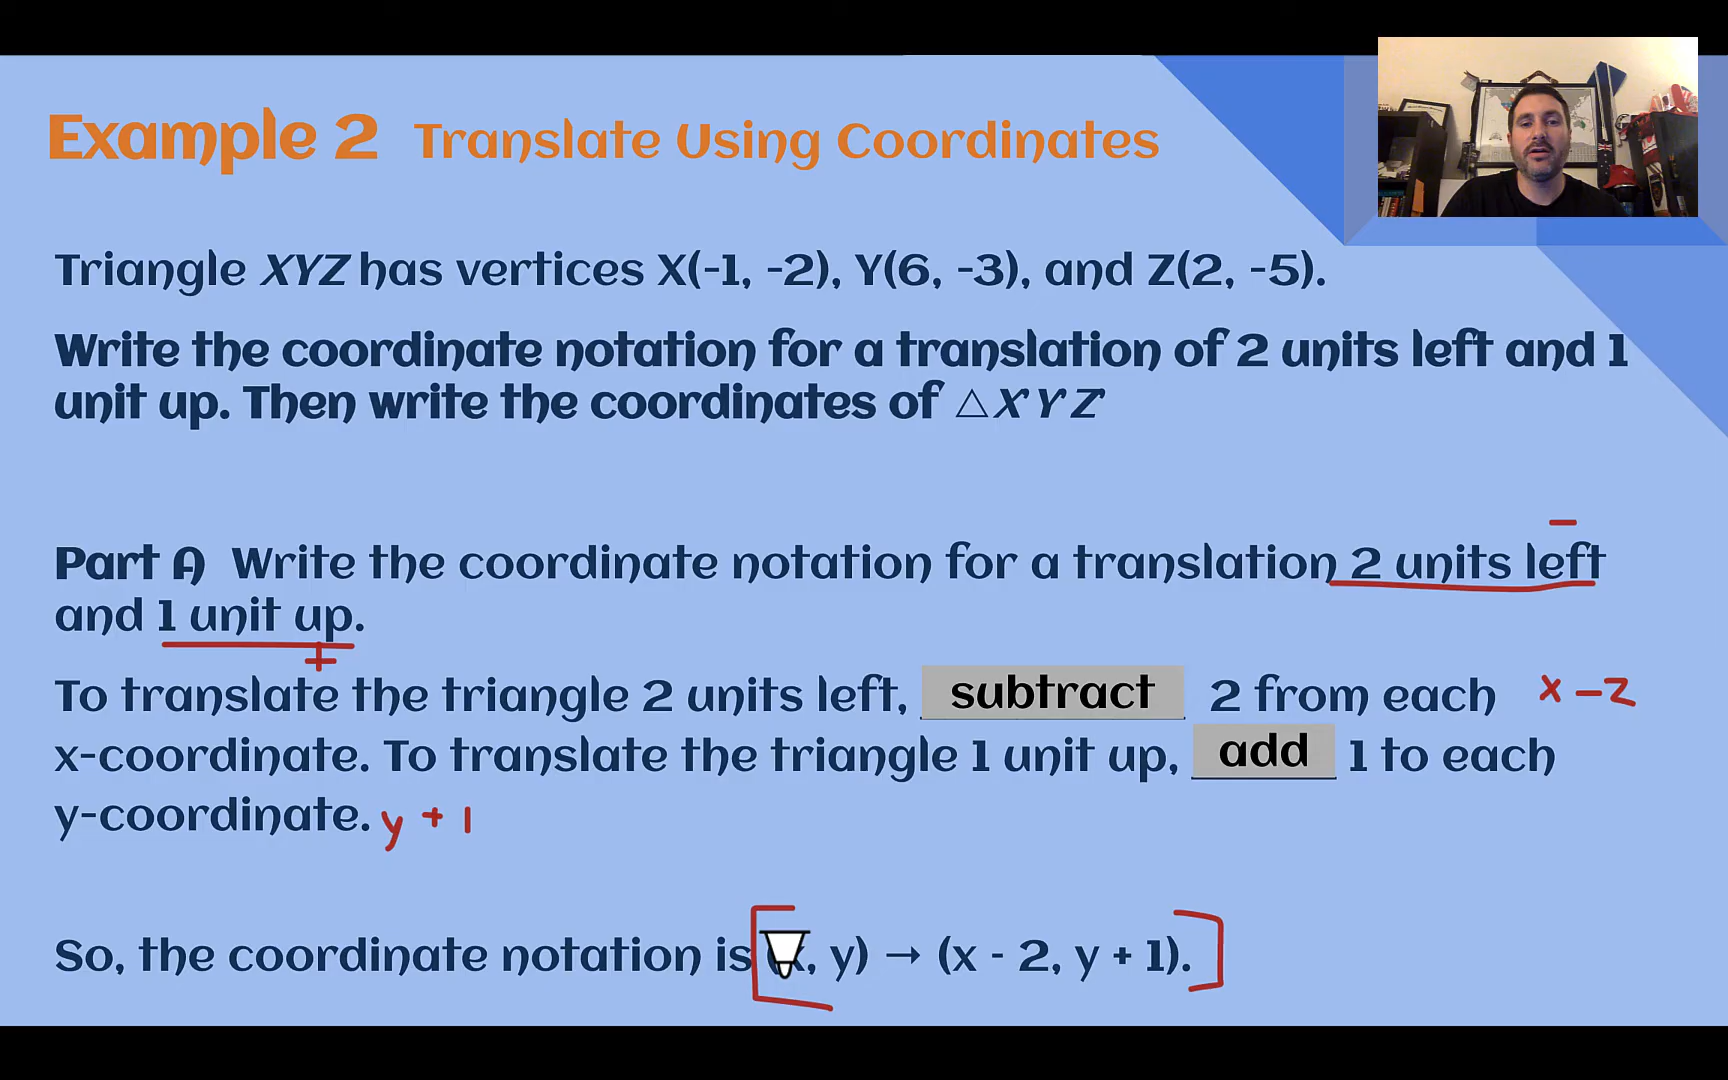 Example 2 Translate Using Coordinates
Triangle XYZ has vertices X(-1, -2), Y(6, -3), and Z(2, -5).
Write the coordinate notation for a translation of 2 units left and 1
unit up. Then write the coordinates of △X'Y'Z'
−
Part A Write the coordinate notation for a translation 2 units left
and 1 unit up.
+
To translate the triangle 2 units left, subtract 2 from each x − 2
x-coordinate. To translate the triangle 1 unit up, add 1 to each
y-coordinate. y + 1
So, the coordinate notation is (x, y) → (x - 2, y + 1).